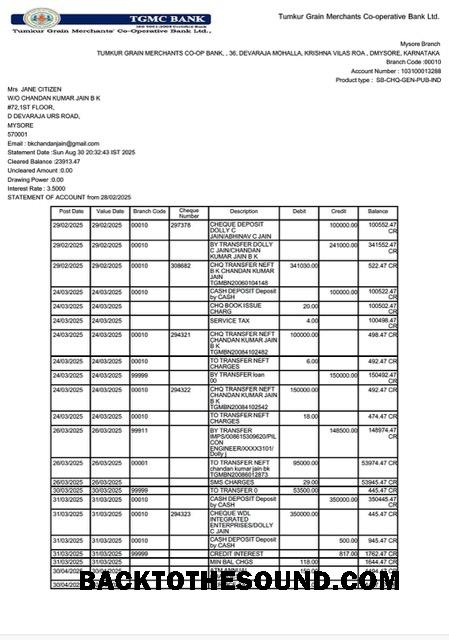 TGMC BANK
Tumkur Grain Merchants' Co-operative Bank Ltd.,
Tumkur Grain Merchants Co-operative Bank Ltd.
Mysore Branch
TUMKUR GRAIN MERCHANTS CO-OP BANK, , 36, DEVARAJA MOHALLA, KRISHNA VILAS ROA , DMYSORE, KARNATAKA
Branch Code :00010
Account Number : 103100013288
Product type : SB-CHQ-GEN-PUB-IND
Mrs JANE CITIZEN
W/O CHANDAN KUMAR JAIN B K
#72,1ST FLOOR,
D DEVARAJA URS ROAD,
MYSORE
570001
Email : bkchandanjain@gmail.com
Statement Date :Sun Aug 30 20:32:43 IST 2025
Cleared Balance :23913.47
Uncleared Amount :0.00
Drawing Power :0.00
Interest Rate : 3.5000
STATEMENT OF ACCOUNT from 28/02/2025
Post Date Value Date Branch Code Cheque Number Description Debit Credit Balance
29/02/2025 29/02/2025 00010 297378 CHEQUE DEPOSIT 100000.00 100552.47
DOLLY C CR
JAIN/ABHINAV C JAIN
29/02/2025 29/02/2025 00010 BY TRANSFER DOLLY 241000.00 341552.47
C JAIN/CHANDAN CR
KUMAR JAIN B K
29/02/2025 29/02/2025 00010 308682 CHQ TRANSFER NEFT 341030.00 522.47 CR
B K CHANDAN KUMAR
JAIN
TGMBN20060104148
24/03/2025 24/03/2025 00010 CASH DEPOSIT Deposit 100000.00 100522.47
by CASH CR
24/03/2025 24/03/2025 00010 CHQ BOOK ISSUE 20.00 100502.47
CHARG CR
24/03/2025 24/03/2025 00010 SERVICE TAX 4.00 100498.47
CR
24/03/2025 24/03/2025 00010 294321 CHQ TRANSFER NEFT 100000.00 498.47 CR
CHANDAN KUMAR JAIN
B K
TGMBN20084102482
24/03/2025 24/03/2025 00010 TO TRANSFER NEFT 6.00 492.47 CR
CHARGES
24/03/2025 24/03/2025 99999 BY TRANSFER loan 150000.00 150492.47
00 CR
24/03/2025 24/03/2025 00010 294322 CHQ TRANSFER NEFT 150000.00 492.47 CR
CHANDAN KUMAR JAIN
B K
TGMBN20084102542
24/03/2025 24/03/2025 00010 TO TRANSFER NEFT 18.00 474.47 CR
CHARGES
26/03/2025 26/03/2025 99911 BY TRANSFER 148500.00 148974.47
IMPS/008615309620/PIL CR
CON
ENGINEER/XXXX3101/
Dolly j
26/03/2025 26/03/2025 00001 TO TRANSFER NEFT 95000.00 53974.47 CR
chandan kumar jain bk
TGMBN20086012873
26/03/2025 26/03/2025 SMS CHARGES 29.00 53945.47 CR
30/03/2025 30/03/2025 99999 TO TRANSFER 0 53500.00 445.47 CR
31/03/2025 31/03/2025 00010 CASH DEPOSIT Deposit 350000.00 350445.47
by CASH CR
31/03/2025 31/03/2025 00010 294323 CHEQUE WDL 350000.00 445.47 CR
INTEGRATED
ENTERPRISES/DOLLY
C JAIN
31/03/2025 31/03/2025 00010 CASH DEPOSIT Deposit 500.00 945.47 CR
by CASH
31/03/2025 31/03/2025 99999 CREDIT INTEREST 817.00 1762.47 CR
31/03/2025 31/03/2025 MIN BAL CHGS 118.00 1644.47 CR
30/04/2025
BACKTOTHESOUND.COM